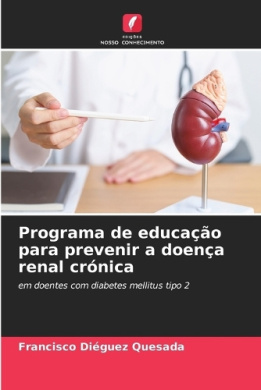 edições
NOSSO CONHECIMENTO
Programa de educação
para prevenir a doença
renal crónica
em doentes com diabetes mellitus tipo 2
Francisco Diéguez Quesada